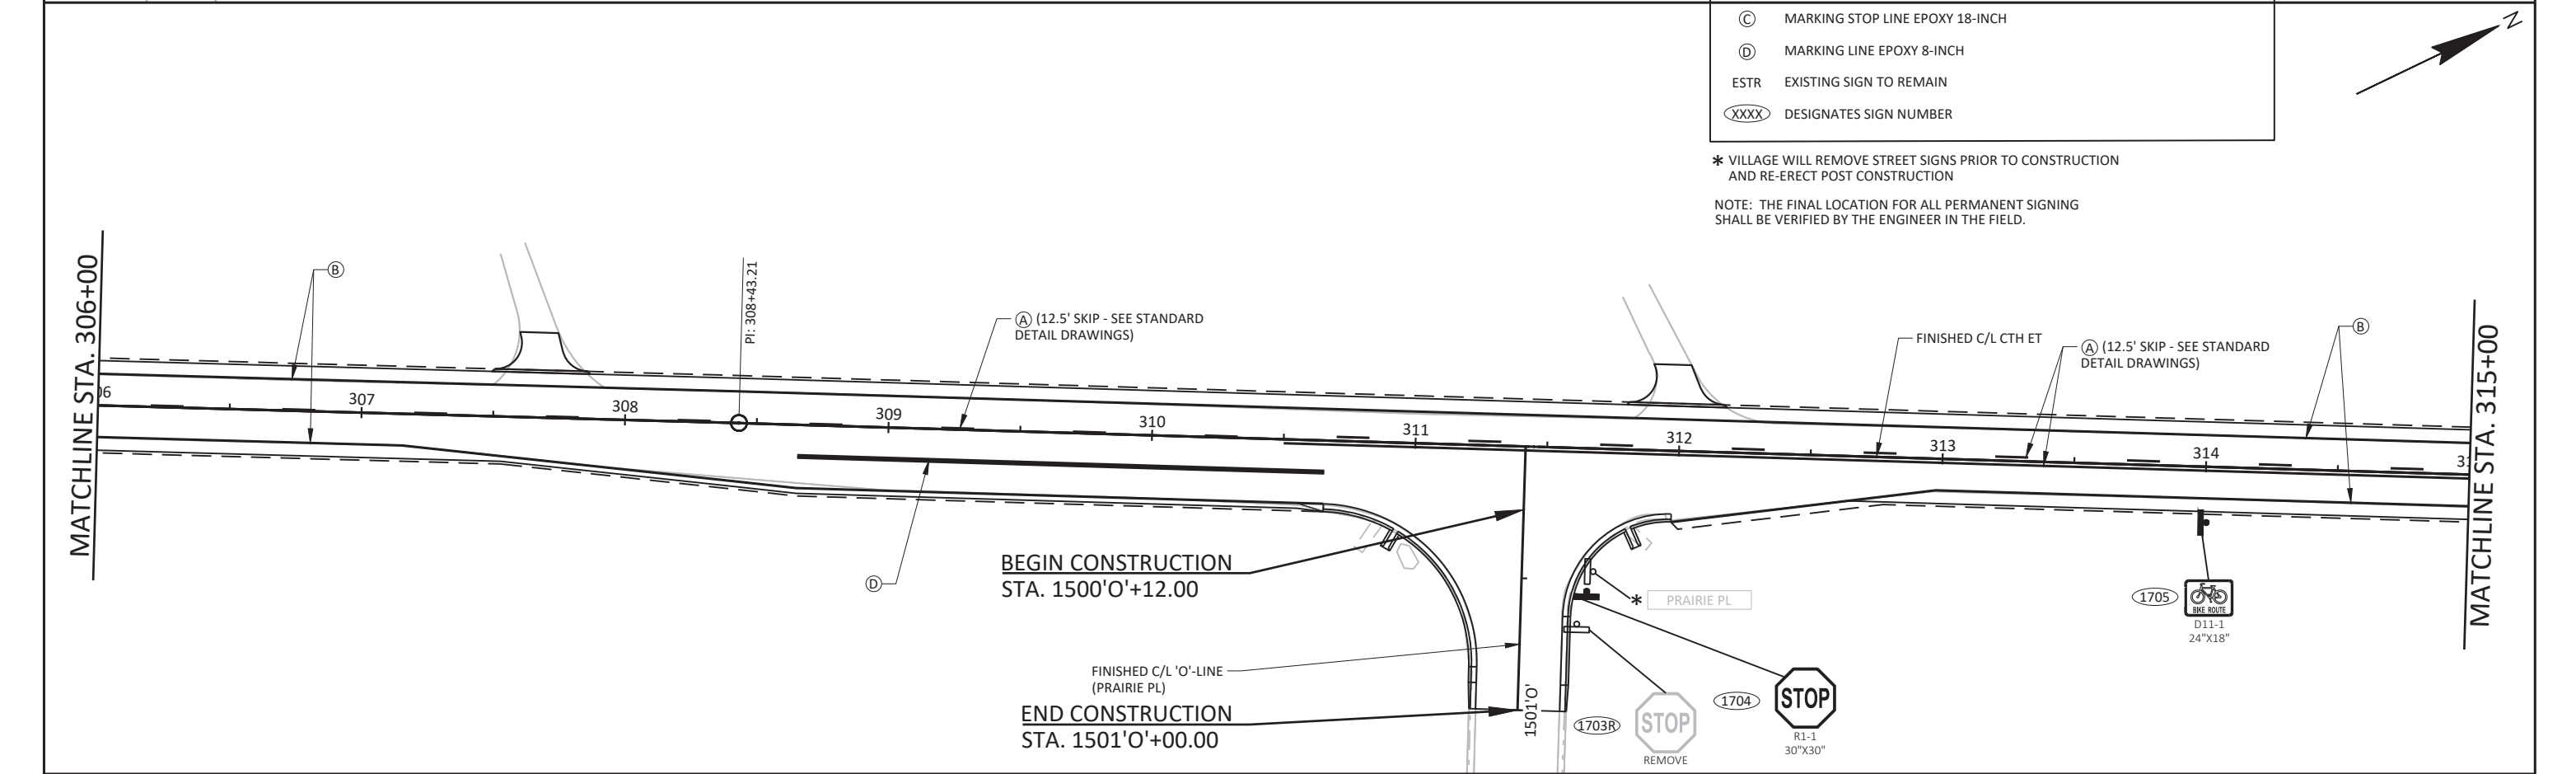 C MARKING STOP LINE EPOXY 18-INCH
D MARKING LINE EPOXY 8-INCH
ESTR EXISTING SIGN TO REMAIN
XXXX DESIGNATES SIGN NUMBER
* VILLAGE WILL REMOVE STREET SIGNS PRIOR TO CONSTRUCTION
AND RE-ERECT POST CONSTRUCTION
NOTE: THE FINAL LOCATION FOR ALL PERMANENT SIGNING
SHALL BE VERIFIED BY THE ENGINEER IN THE FIELD.
N
MATCHLINE STA. 306+00
B
PI: 308+43.21
A (12.5' SKIP - SEE STANDARD
DETAIL DRAWINGS)
FINISHED C/L CTH ET
A (12.5' SKIP - SEE STANDARD
DETAIL DRAWINGS)
B
MATCHLINE STA. 315+00
06
307
308
309
310
311
312
313
314
31
D
BEGIN CONSTRUCTION
STA. 1500'O'+12.00
* PRAIRIE PL
1705
BIKE ROUTE
D11-1
24"X18"
FINISHED C/L 'O'-LINE
(PRAIRIE PL)
END CONSTRUCTION
STA. 1501'O'+00.00
1501'O'
1703R
STOP
REMOVE
1704
STOP
R1-1
30"X30"